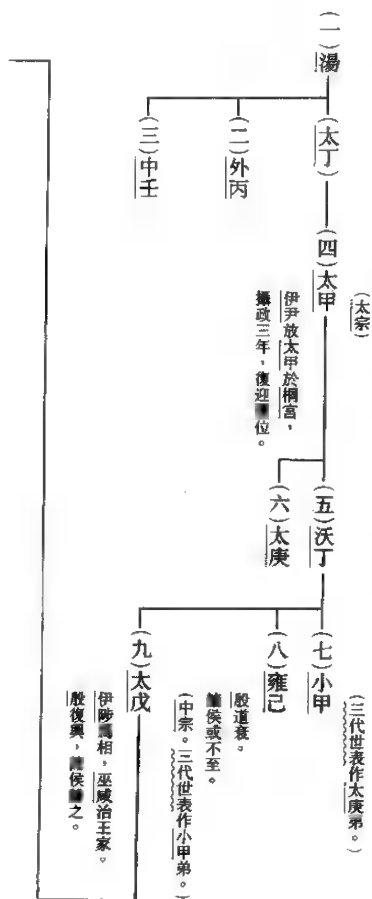 (一)湯
(太丁)
(二)外丙
(三)中壬
(四)太甲
(太宗)
伊尹放太甲於桐宮，
攝政三年，復迎位。
(五)沃丁
(六)太庚
(七)小甲
(三代世表作太庚弟。)
(八)雍己
殷道衰。
侯或不至。
(九)太戊
(中宗。三代世表作小甲弟。)
伊陟爲相，巫咸治王家。
殷復興，侯之。